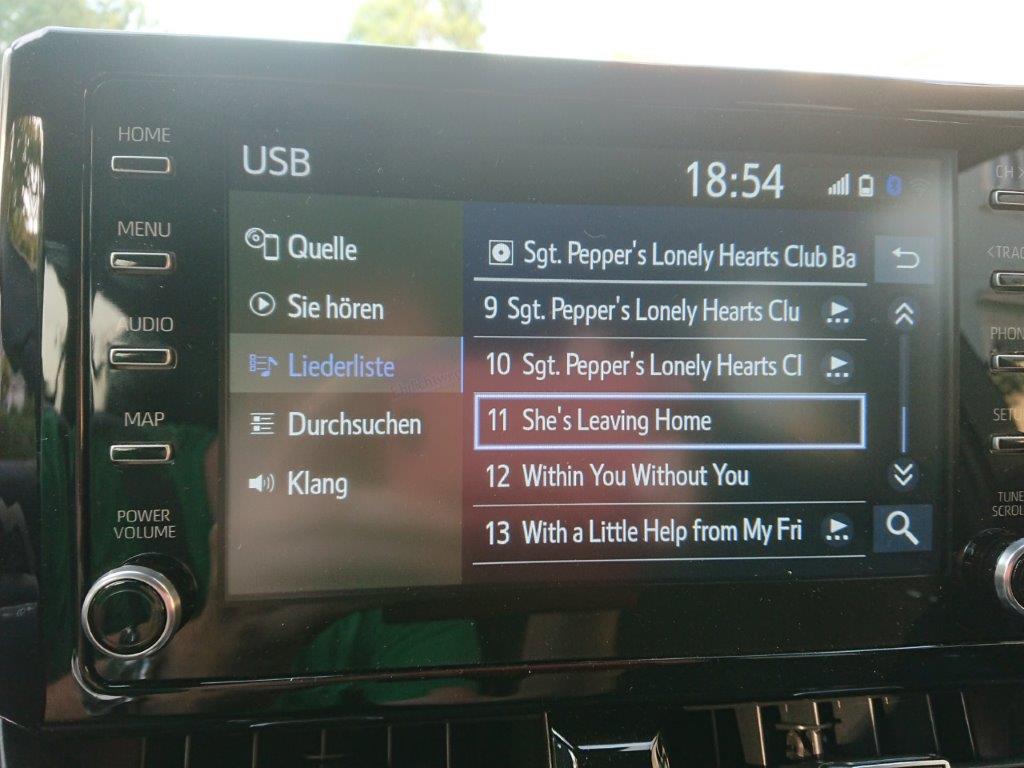 HOME
MENU
AUDIO
MAP
POWER
VOLUME
USB
18:54
Quelle
Sie hören
Liederliste
Durchsuchen
Klang
Sgt. Pepper's Lonely Hearts Club Ba
9 Sgt. Pepper's Lonely Hearts Clu
10 Sgt. Pepper's Lonely Hearts Cl
11 She's Leaving Home
12 Within You Without You
13 With a Little Help from My Fri
CH >
<TRAC
PHON
SETU
TUNE
SCROL